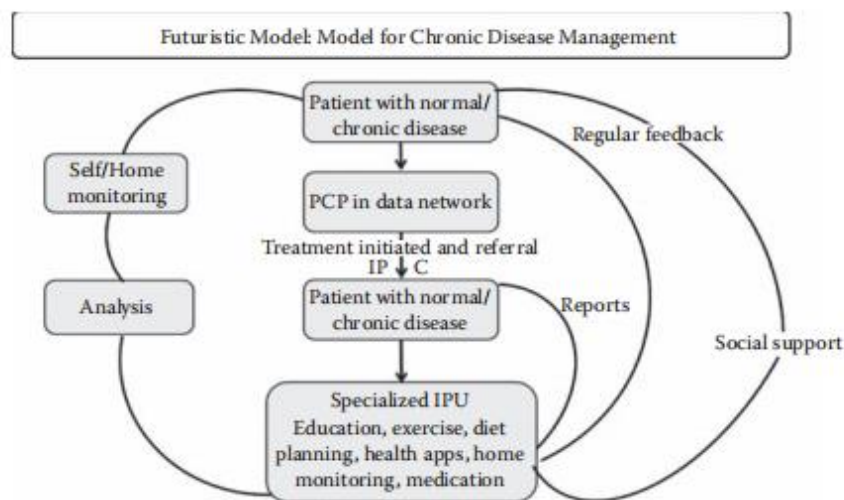 Futuristic Model: Model for Chronic Disease Management
Patient with normal/
chronic disease
Regular feedback
Self/Home
monitoring
PCP in data network
Treatment initiated and referral
IP C
Analysis
Patient with normal/
chronic disease
Reports
Social support
Specialized IPU
Education, exercise, diet
planning, health apps, home
monitoring, medication